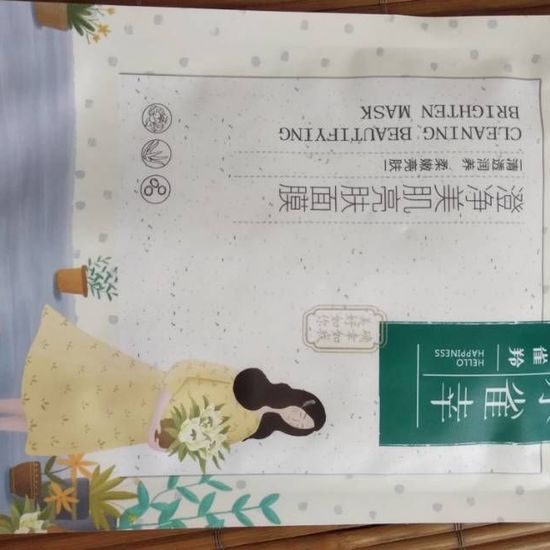 雀羚
HELLO
HAPPINESS
雀幸
澄净美肌亮肤面膜
清透润养 柔嫩亮肤
CLEANING BEAUTIFYING
BRIGHTEN MASK